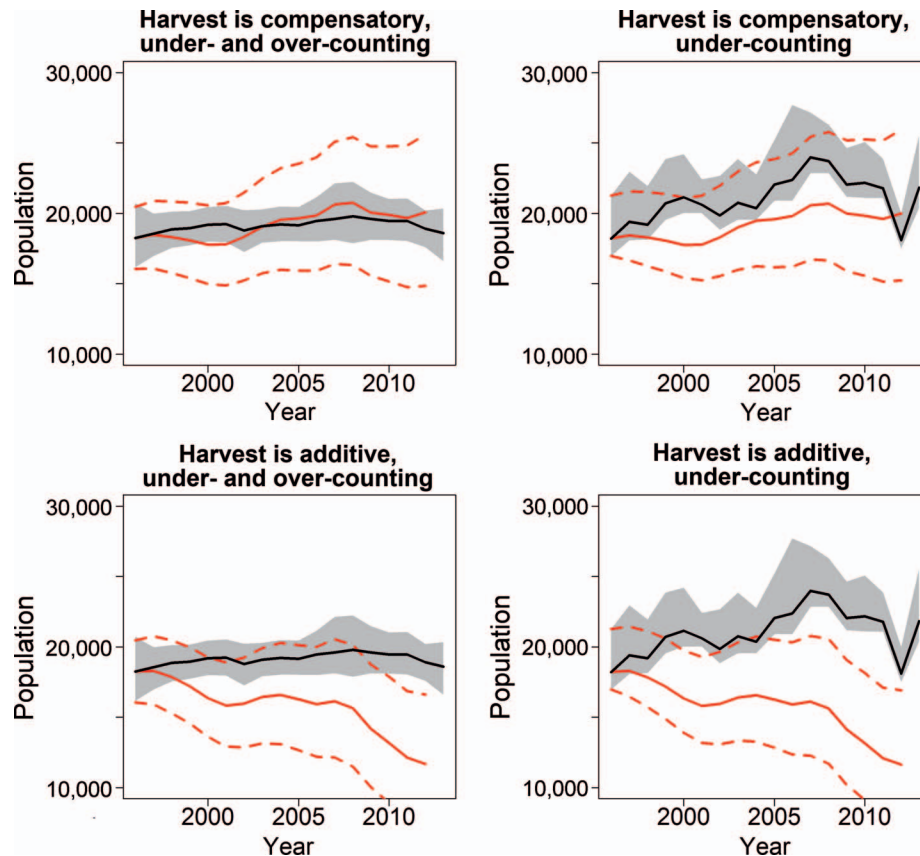 Harvest is compensatory,
under- and over-counting
30,000
20,000
10,000
Population
2000 2005 2010
Year
Harvest is compensatory,
under-counting
30,000
20,000
10,000
Population
2000 2005 2010
Year
Harvest is additive,
under- and over-counting
30,000
20,000
10,000
Population
2000 2005 2010
Year
Harvest is additive,
under-counting
30,000
20,000
10,000
Population
2000 2005 2010
Year